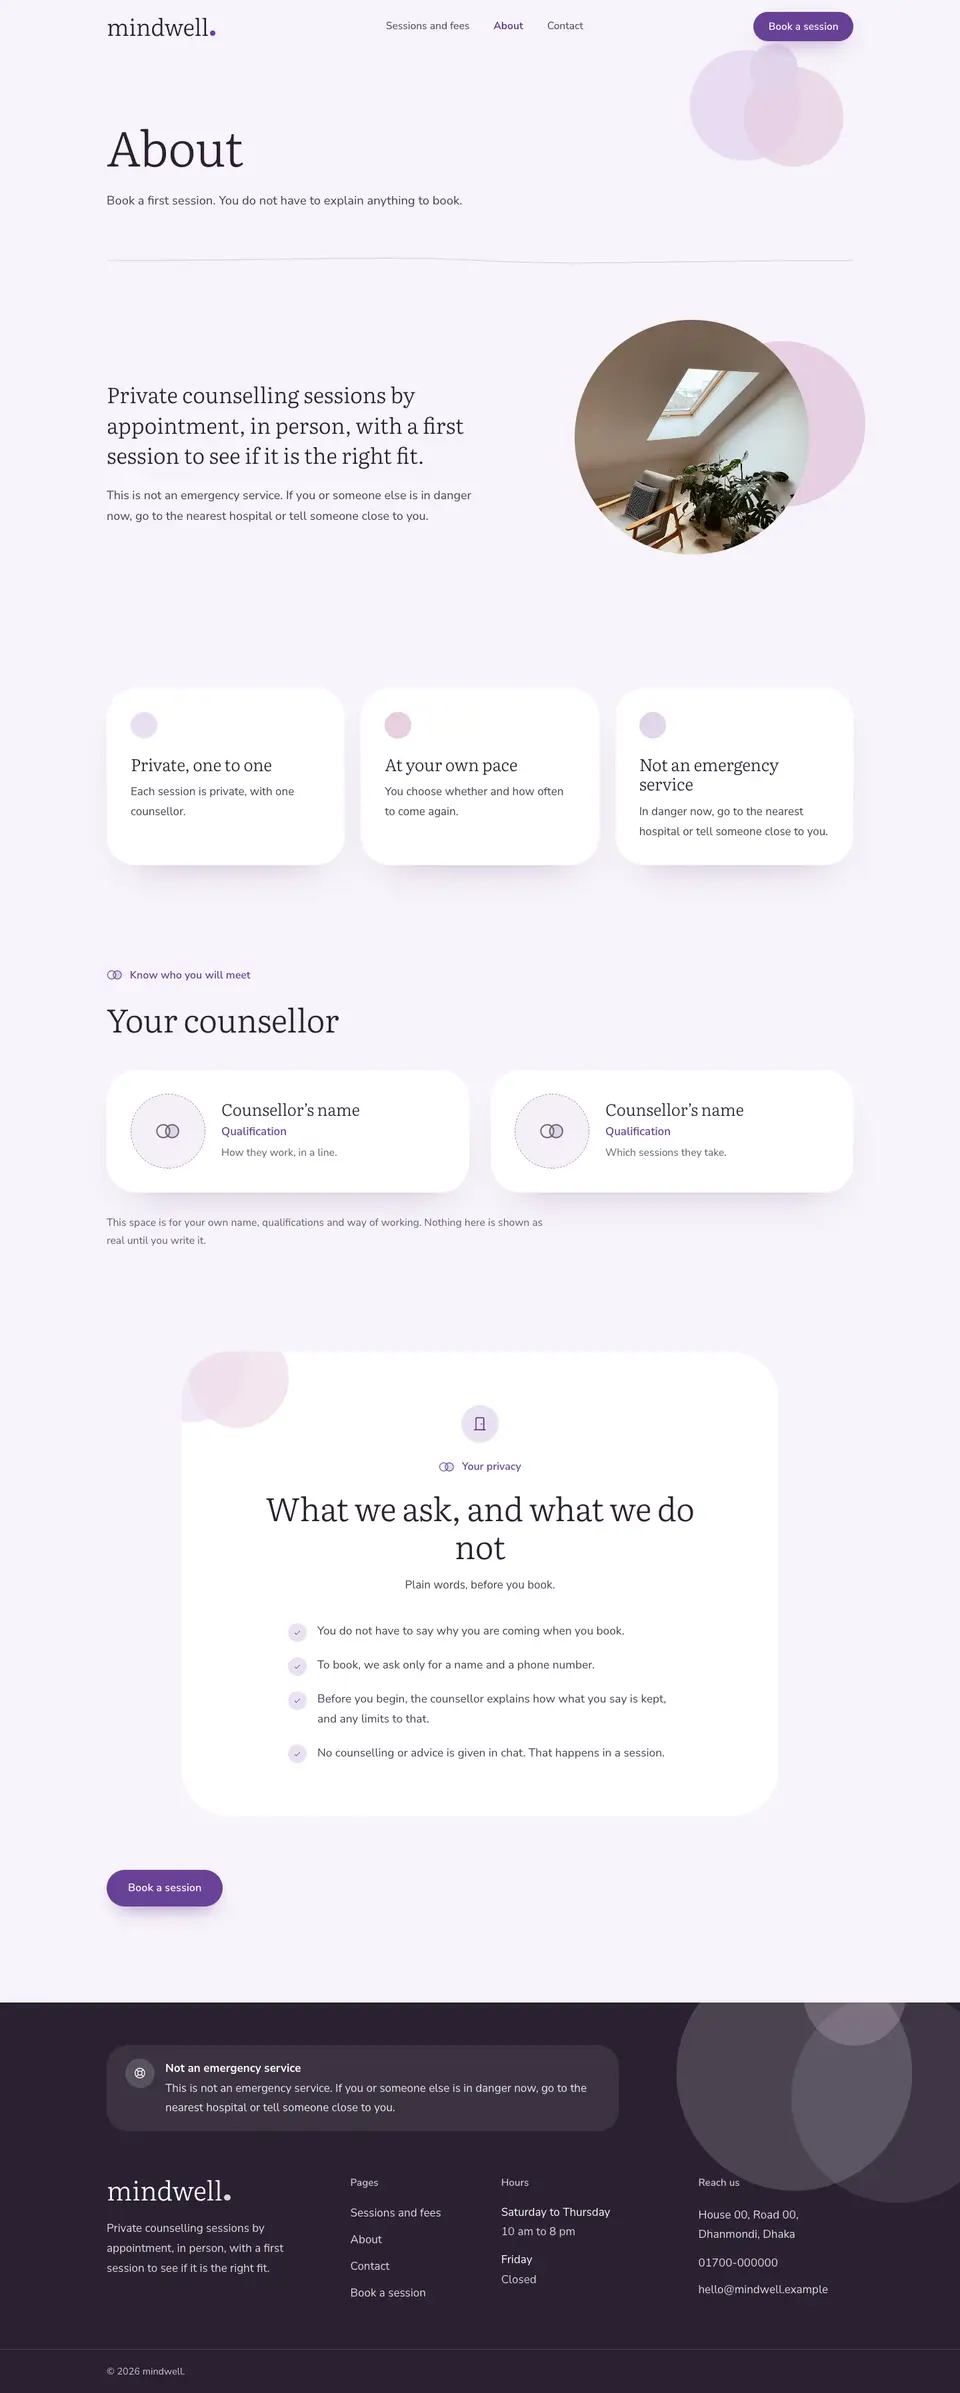 mindwell.
Sessions and fees
About
Contact
Book a session
About
Book a first session. You do not have to explain anything to book.
Private counselling sessions by
appointment, in person, with a first
session to see if it is the right fit.
This is not an emergency service. If you or someone else is in danger
now, go to the nearest hospital or tell someone close to you.
Private, one to one
Each session is private, with one
counsellor.
At your own pace
You choose whether and how often
to come again.
Not an emergency
service
In danger now, go to the nearest
hospital or tell someone close to you.
Know who you will meet
Your counsellor
Counsellor’s name
Qualification
How they work, in a line.
Counsellor’s name
Qualification
Which sessions they take.
This space is for your own name, qualifications and way of working. Nothing here is shown as
real until you write it.
Your privacy
What we ask, and what we do
not
Plain words, before you book.
You do not have to say why you are coming when you book.
To book, we ask only for a name and a phone number.
Before you begin, the counsellor explains how what you say is kept,
and any limits to that.
No counselling or advice is given in chat. That happens in a session.
Book a session
Not an emergency service
This is not an emergency service. If you or someone else is in danger now, go to the
nearest hospital or tell someone close to you.
mindwell.
Private counselling sessions by
appointment, in person, with a first
session to see if it is the right fit.
Pages
Sessions and fees
About
Contact
Book a session
Hours
Saturday to Thursday
10 am to 8 pm
Friday
Closed
Reach us
House 00, Road 00,
Dhanmondi, Dhaka
01700-000000
hello@mindwell.example
© 2026 mindwell.